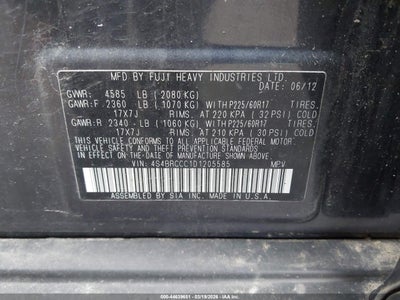 MFD BY FUJI HEAVY INDUSTRIES LTD.
DATE: 06/12
GVWR: 4585 LB ( 2080 KG)
GAWR:F 2360 LB ( 1070 KG) WITH P225/60R17 TIRES,
17X7J RIMS, AT 220 KPA ( 32 PSI) COLD
GAWR:R 2340 LB ( 1060 KG) WITH P225/60R17 TIRES,
17X7J RIMS, AT 210 KPA ( 30 PSI) COLD
THIS VEHICLE CONFORMS TO ALL APPLICABLE
FEDERAL MOTOR VEHICLE SAFETY
STANDARDS IN EFFECT ON THE DATE OF
MANUFACTURE SHOWN ABOVE.
VIN: 4S4BRCCC1D1205585 MPV
ASSEMBLED BY SIA INC. MADE IN U.S.A.